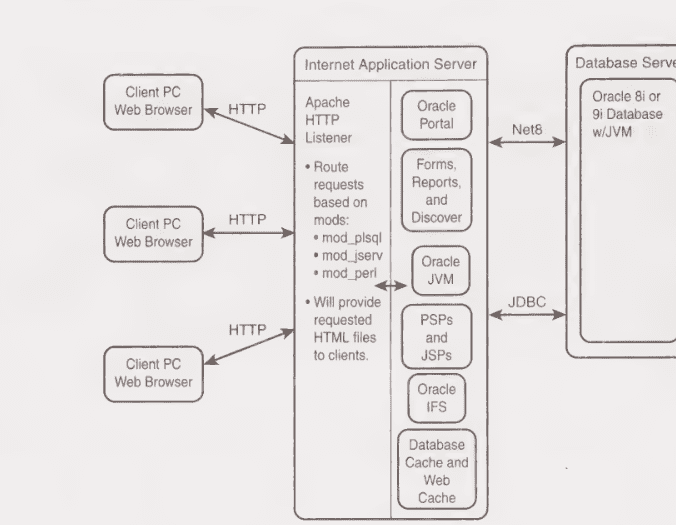 Client PC
Web Browser
HTTP
Client PC
Web Browser
HTTP
Client PC
Web Browser
HTTP
Internet Application Server
Apache
HTTP
Listener
• Route
requests
based on
mods:
• mod_plsql
• mod_jserv
• mod_perl
• Will provide
requested
HTML files
to clients.
Oracle
Portal
Forms,
Reports,
and
Discover
Oracle
JVM
PSPs
and
JSPs
Oracle
IFS
Database
Cache and
Web
Cache
Net8
JDBC
Database Serve
Oracle 8i or
9i Database
w/JVM